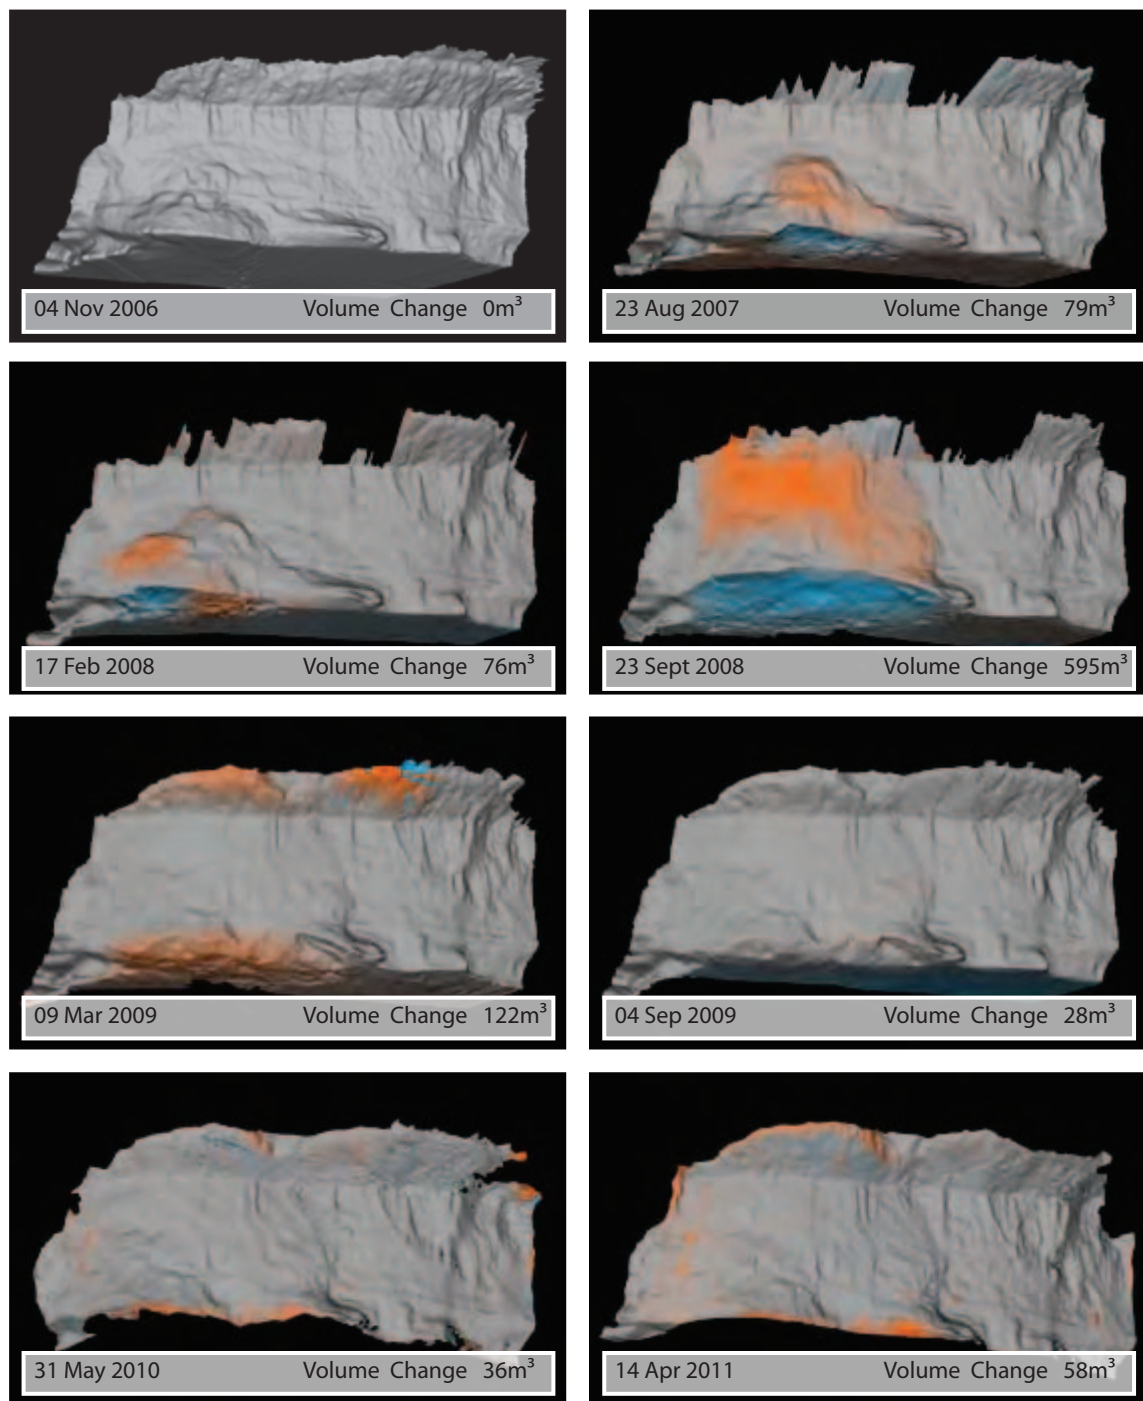 04 Nov 2006 Volume Change 0m³
23 Aug 2007 Volume Change 79m³
17 Feb 2008 Volume Change 76m³
23 Sept 2008 Volume Change 595m³
09 Mar 2009 Volume Change 122m³
04 Sep 2009 Volume Change 28m³
31 May 2010 Volume Change 36m³
14 Apr 2011 Volume Change 58m³